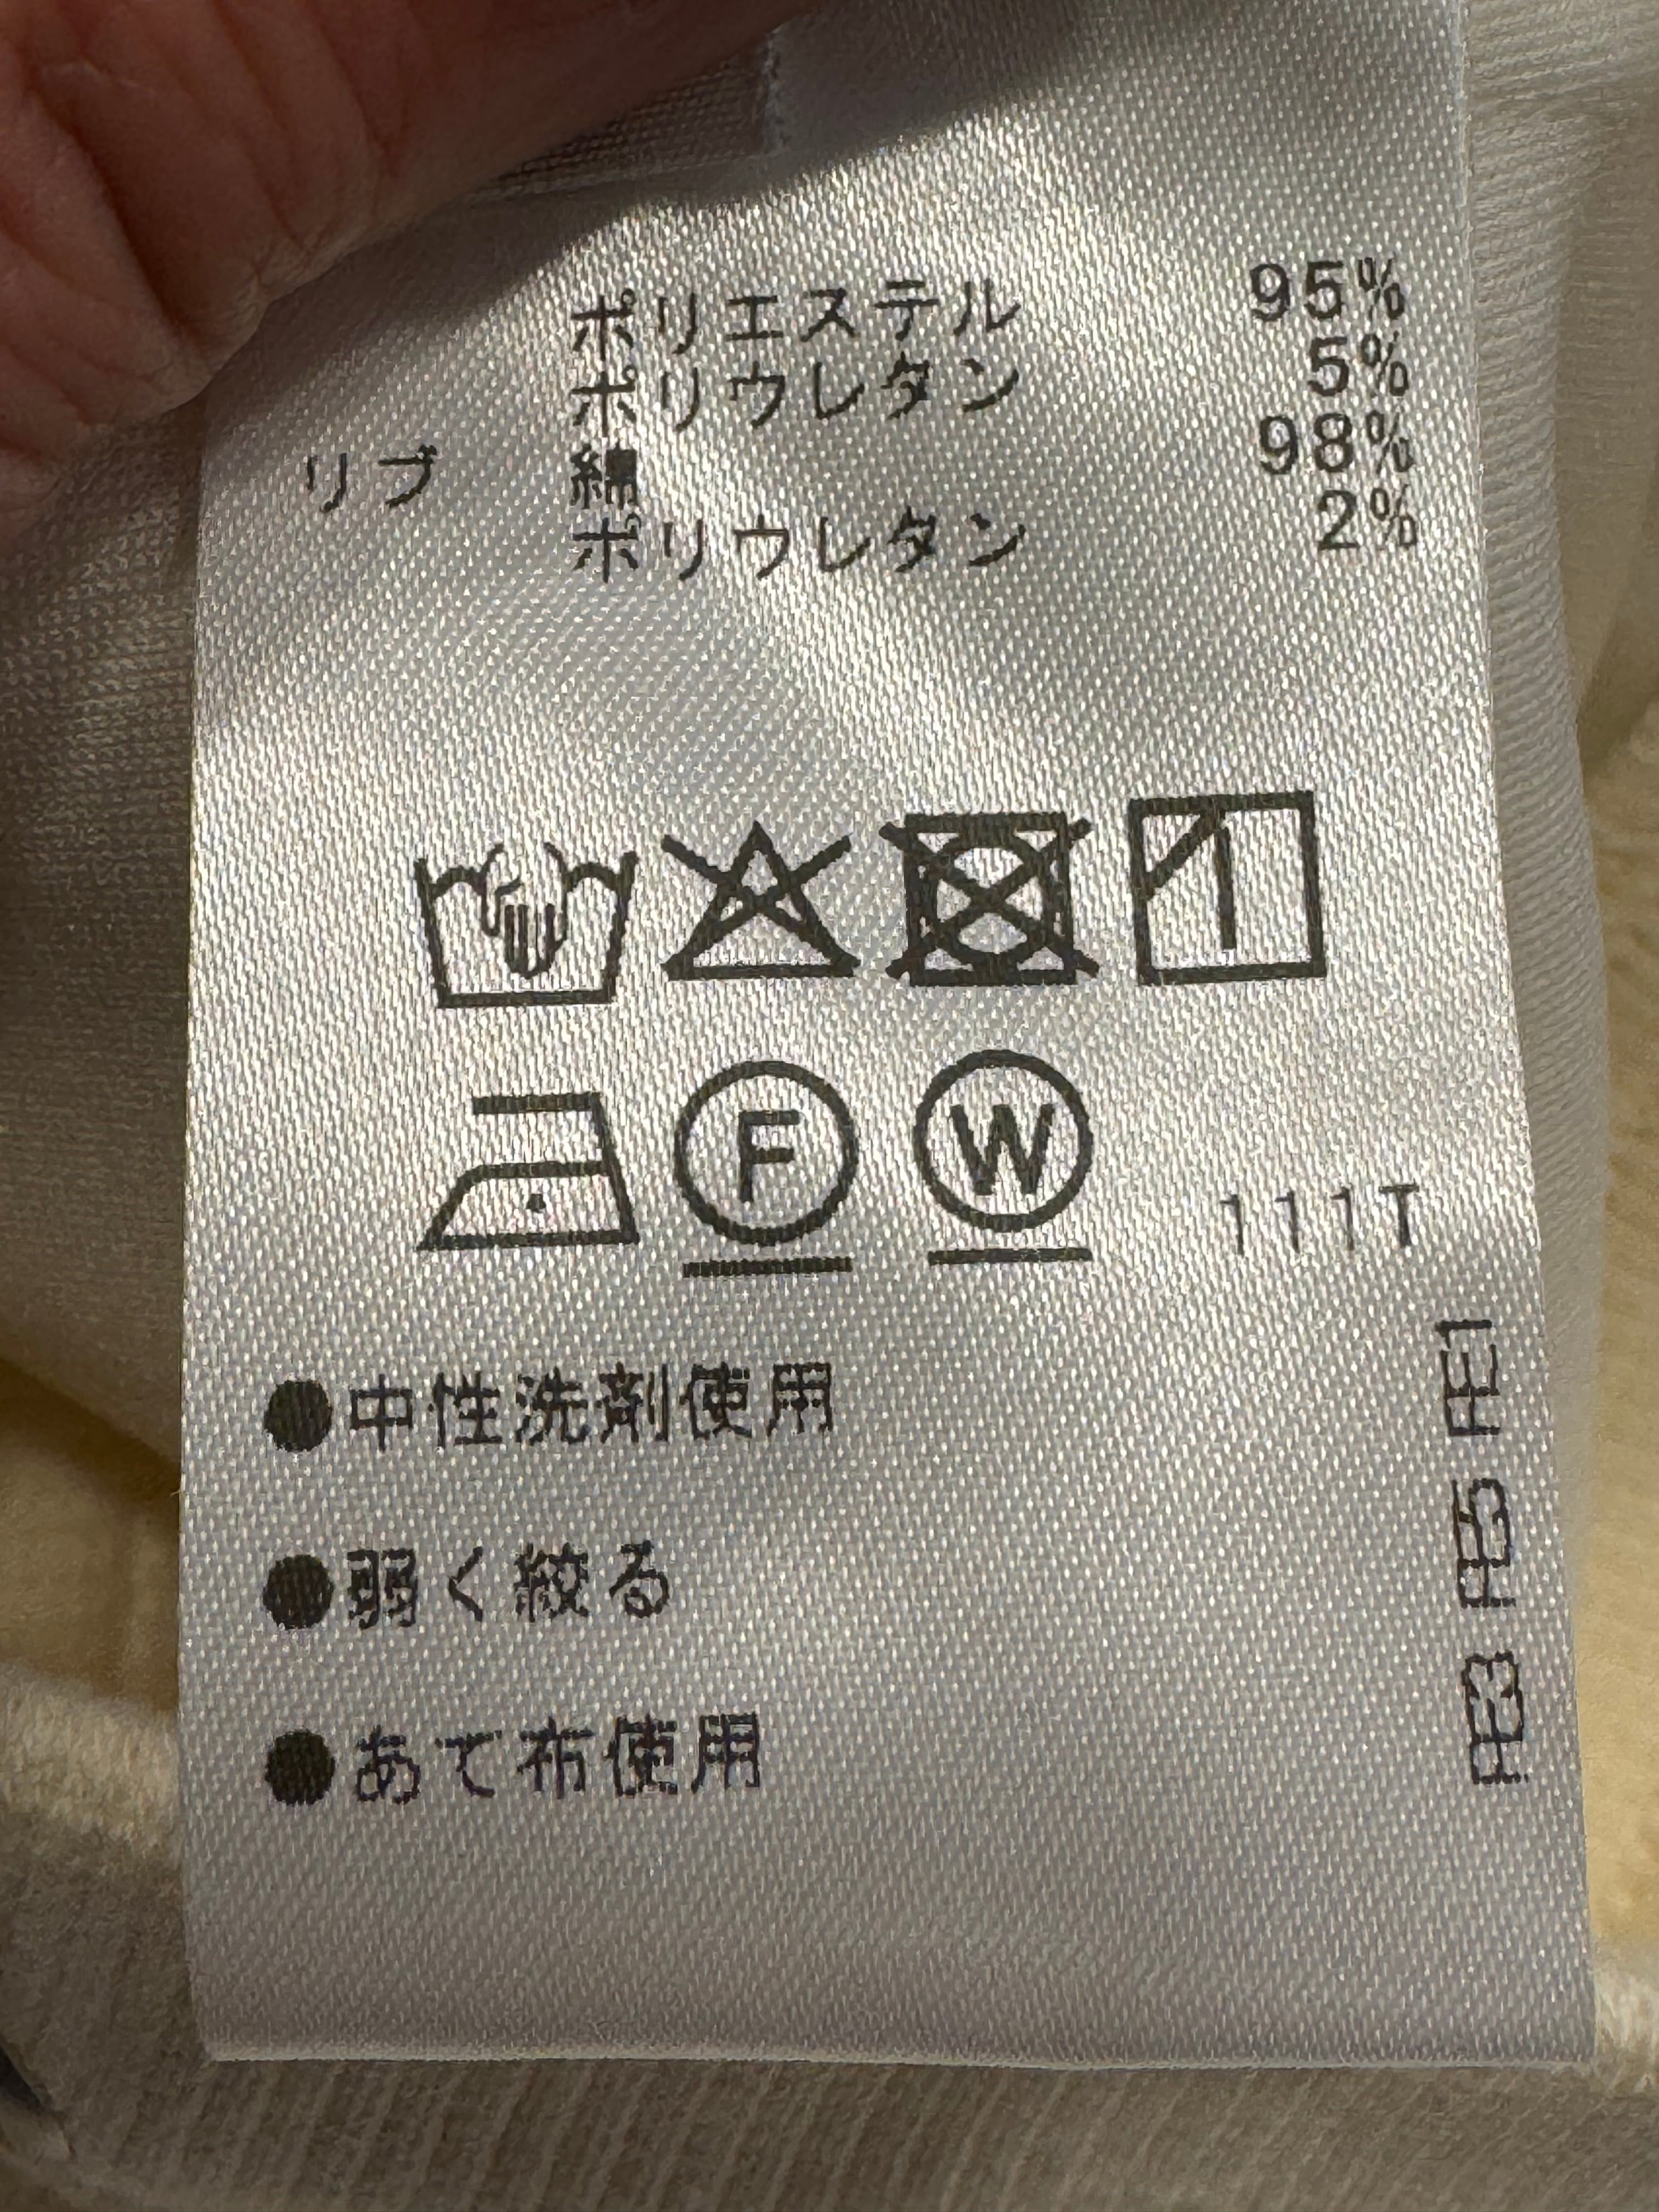 ポリエステル 95%
ポリウレタン 5%
リブ 綿 98%
ポリウレタン 2%
F W 111T
●中性洗剤使用
●弱く絞る
●あて布使用